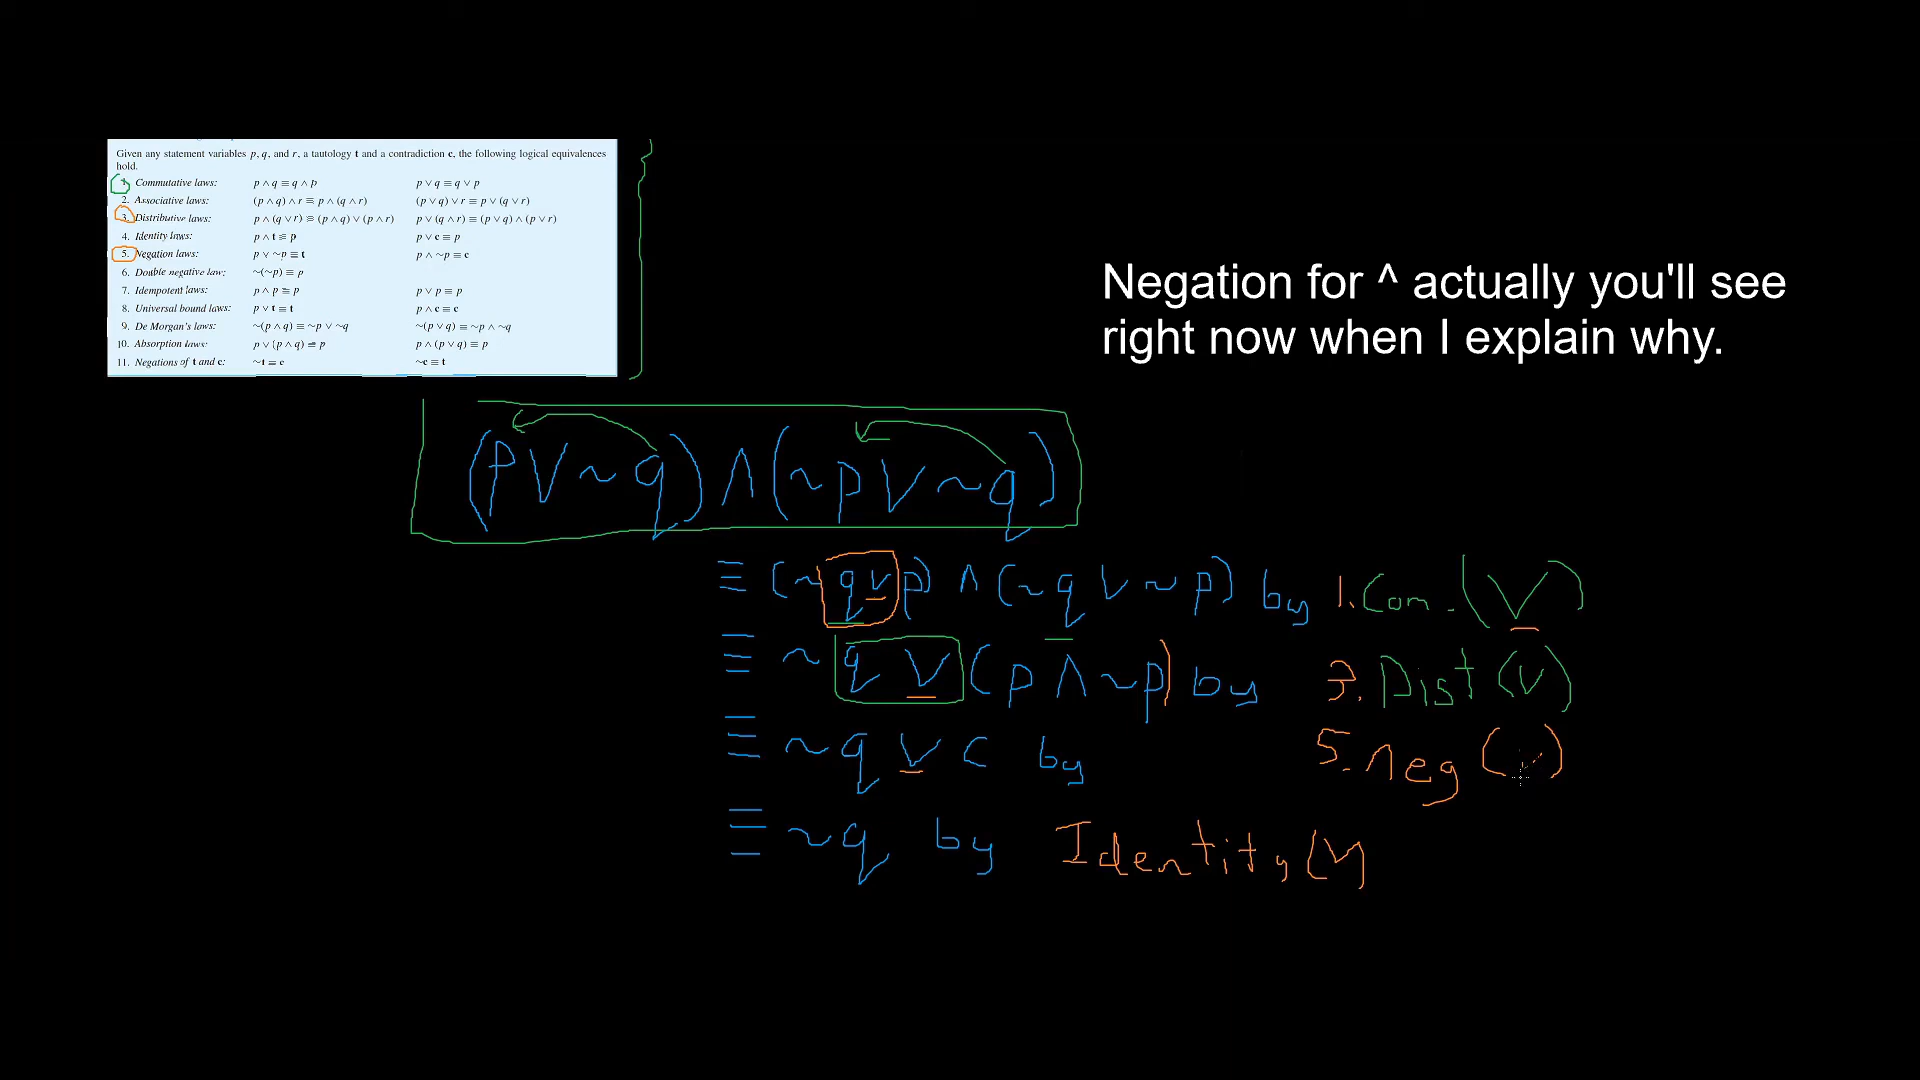 Given any statement variables p, q, and r, a tautology t and a contradiction c, the following logical equivalences
hold.
1. Commutative laws: p ∧ q ≡ q ∧ p p ∨ q ≡ q ∨ p
2. Associative laws: (p ∧ q) ∧ r ≡ p ∧ (q ∧ r) (p ∨ q) ∨ r ≡ p ∨ (q ∨ r)
3. Distributive laws: p ∧ (q ∨ r) ≡ (p ∧ q) ∨ (p ∧ r) p ∨ (q ∧ r) ≡ (p ∨ q) ∧ (p ∨ r)
4. Identity laws: p ∧ t ≡ p p ∨ c ≡ p
5. Negation laws: p ∨ ~p ≡ t p ∧ ~p ≡ c
6. Double negative law: ~(~p) ≡ p
7. Idempotent laws: p ∧ p ≡ p p ∨ p ≡ p
8. Universal bound laws: p ∨ t ≡ t p ∧ c ≡ c
9. De Morgan's laws: ~(p ∧ q) ≡ ~p ∨ ~q ~(p ∨ q) ≡ ~p ∧ ~q
10. Absorption laws: p ∨ (p ∧ q) ≡ p p ∧ (p ∨ q) ≡ p
11. Negations of t and c: ~t ≡ c ~c ≡ t
Negation for ^ actually you'll see
right now when I explain why.
(p ∨ ~q) ∧ (~p ∨ ~q)
≡ (~q ∨ p) ∧ (~q ∨ ~p) by 1. Com. (∨)
≡ ~q ∨ (p ∧ ~p) by 3. Dist (∨)
≡ ~q ∨ c by 5. neg ( )
≡ ~q by Identity (∨)